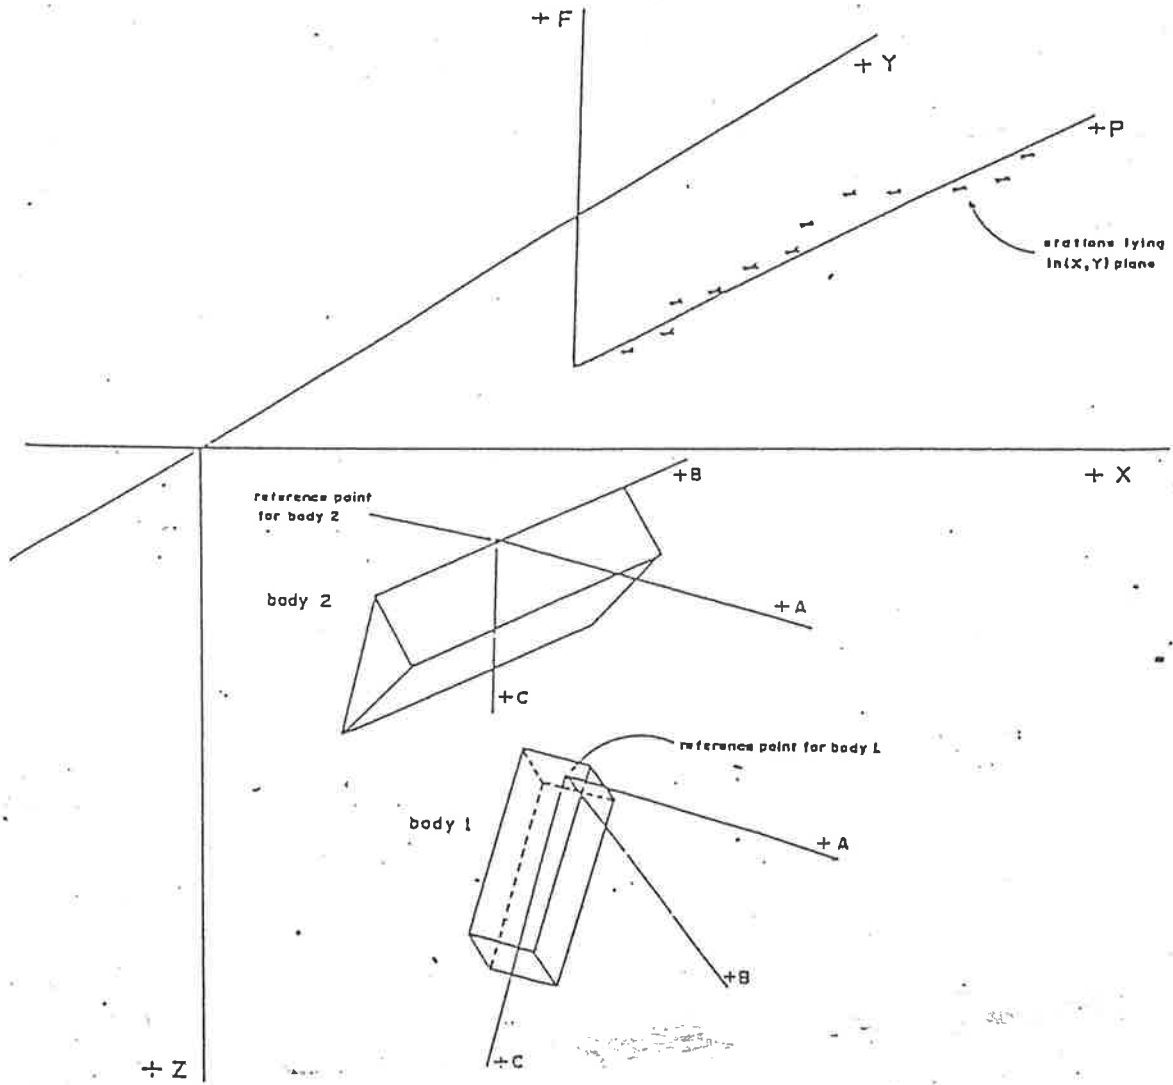 + F
+ Y
+ P
stations lying
in(X,Y) plane
+ X
+ B
reference point
for body 2
body 2
+ A
+ C
reference point for body 1
body 1
+ A
+ B
+ C
+ Z